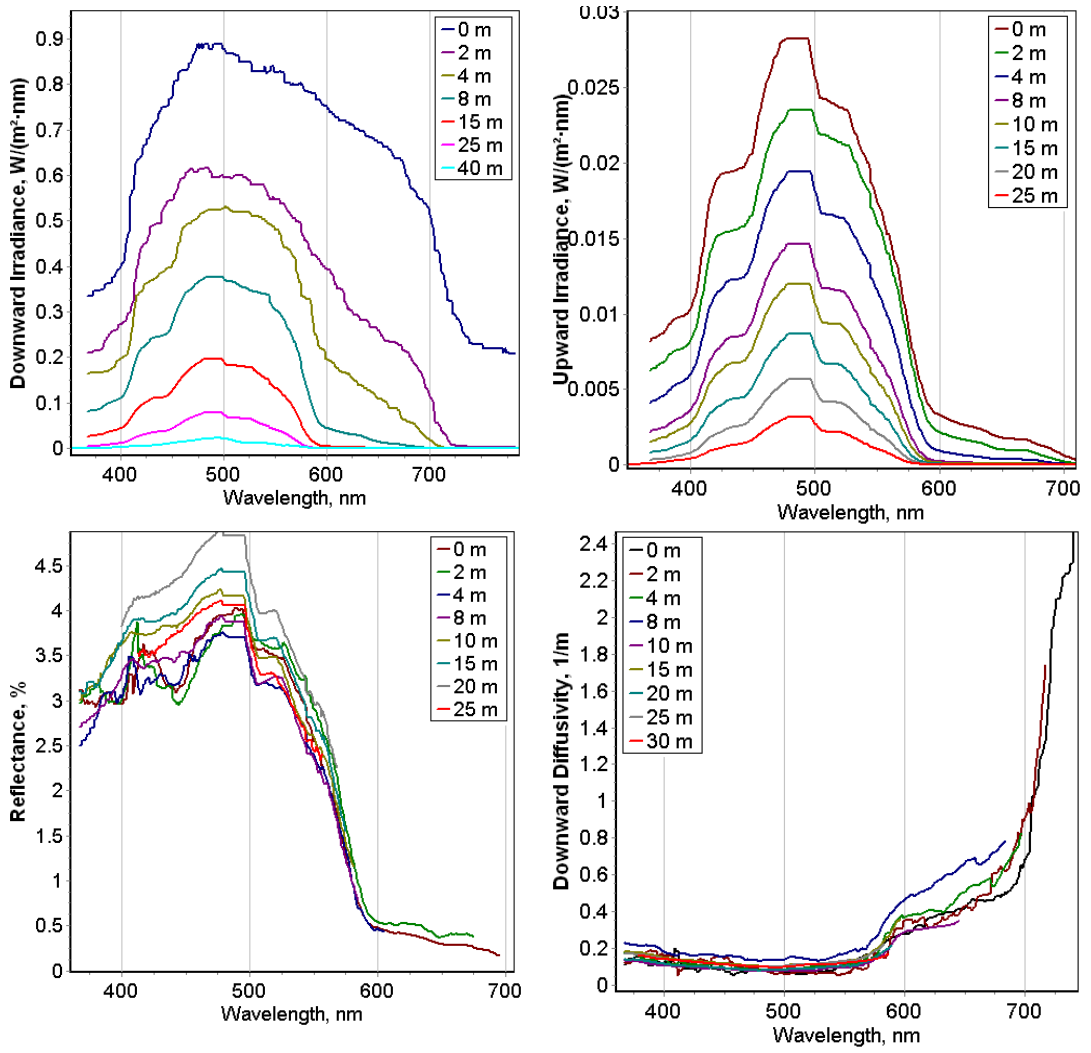 Downward Irradiance, W/(m²·nm)
0.9
0.8
0.7
0.6
0.5
0.4
0.3
0.2
0.1
0
400
500
600
700
Wavelength, nm
0 m
2 m
4 m
8 m
15 m
25 m
40 m
Upward Irradiance, W/(m²·nm)
0.03
0.025
0.02
0.015
0.01
0.005
0
400
500
600
700
Wavelength, nm
0 m
2 m
4 m
8 m
10 m
15 m
20 m
25 m
Reflectance, %
4.5
4
3.5
3
2.5
2
1.5
1
0.5
0
400
500
600
700
Wavelength, nm
0 m
2 m
4 m
8 m
10 m
15 m
20 m
25 m
Downward Diffusivity, 1/m
2.4
2.2
2
1.8
1.6
1.4
1.2
1
0.8
0.6
0.4
0.2
0
400
500
600
700
Wavelength, nm
0 m
2 m
4 m
8 m
10 m
15 m
20 m
25 m
30 m